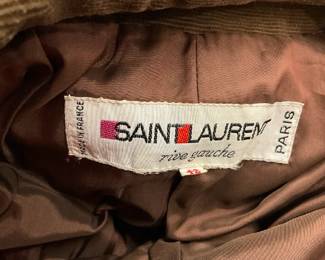 MADE IN FRANCE
SAINT LAURENT
rive gauche
PARIS